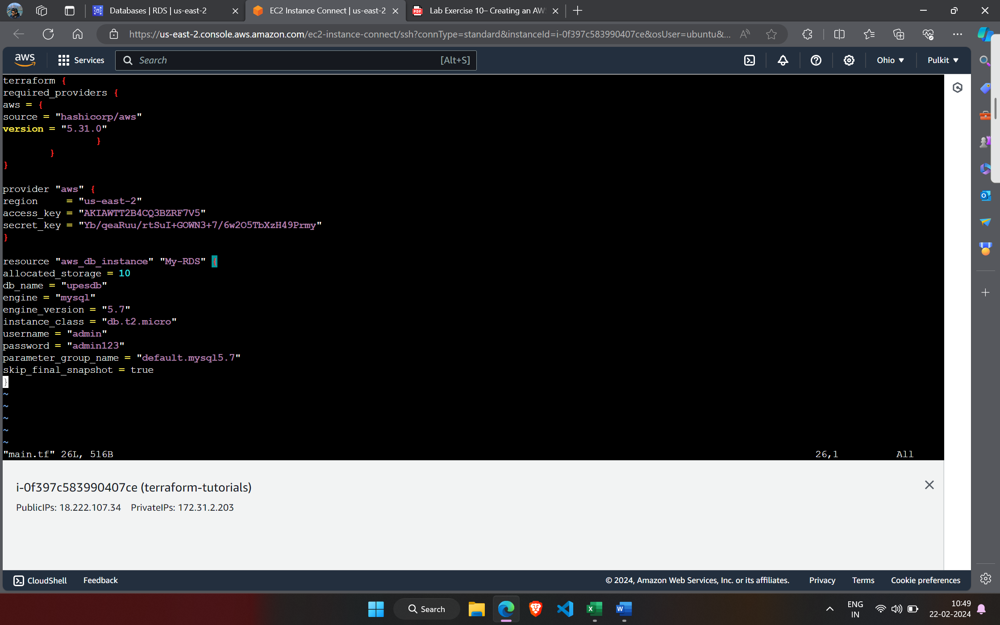 Databases | RDS | us-east-2
EC2 Instance Connect | us-east-2
Lab Exercise 10– Creating an AW
https://us-east-2.console.aws.amazon.com/ec2-instance-connect/ssh?connType=standard&instanceId=i-0f397c583990407ce&osUser=ubuntu&...
aws Services Search [Alt+S] Ohio Pulkit
terraform {
required_providers {
aws = {
source = "hashicorp/aws"
version = "5.31.0"
}
}
}
provider "aws" {
region = "us-east-2"
access_key = "AKIAWTT2B4CQ3BZRF7V5"
secret_key = "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"
}
resource "aws_db_instance" "My-RDS" {
allocated_storage = 10
db_name = "upesdb"
engine = "mysql"
engine_version = "5.7"
instance_class = "db.t2.micro"
username = "admin"
password = "admin123"
parameter_group_name = "default.mysql5.7"
skip_final_snapshot = true
}
~
~
~
~
~
"main.tf" 26L, 516B 26,1 All
i-0f397c583990407ce (terraform-tutorials)
PublicIPs: 18.222.107.34 PrivateIPs: 172.31.2.203
CloudShell Feedback © 2024, Amazon Web Services, Inc. or its affiliates. Privacy Terms Cookie preferences
Search
ENG
IN
10:49
22-02-2024